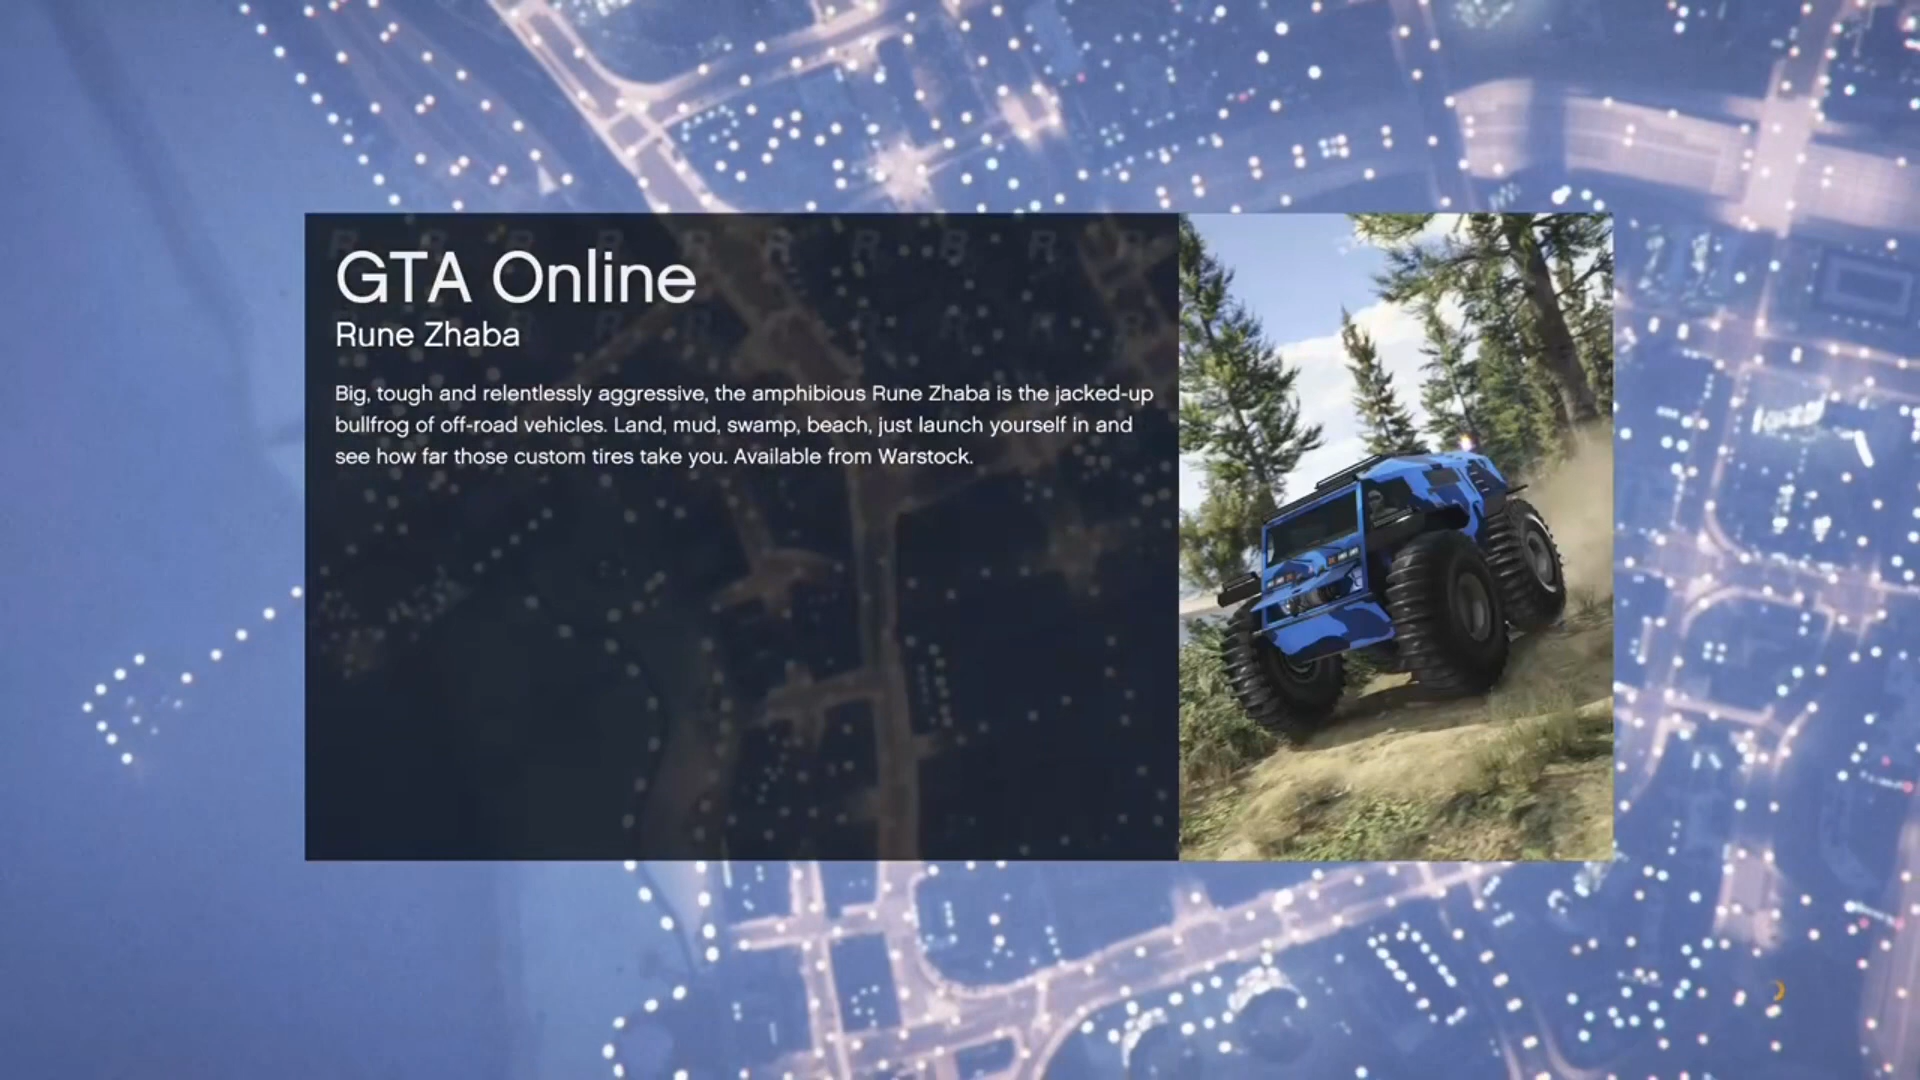 GTA Online
Rune Zhaba
Big, tough and relentlessly aggressive, the amphibious Rune Zhaba is the jacked-up
bullfrog of off-road vehicles. Land, mud, swamp, beach, just launch yourself in and
see how far those custom tires take you. Available from Warstock.